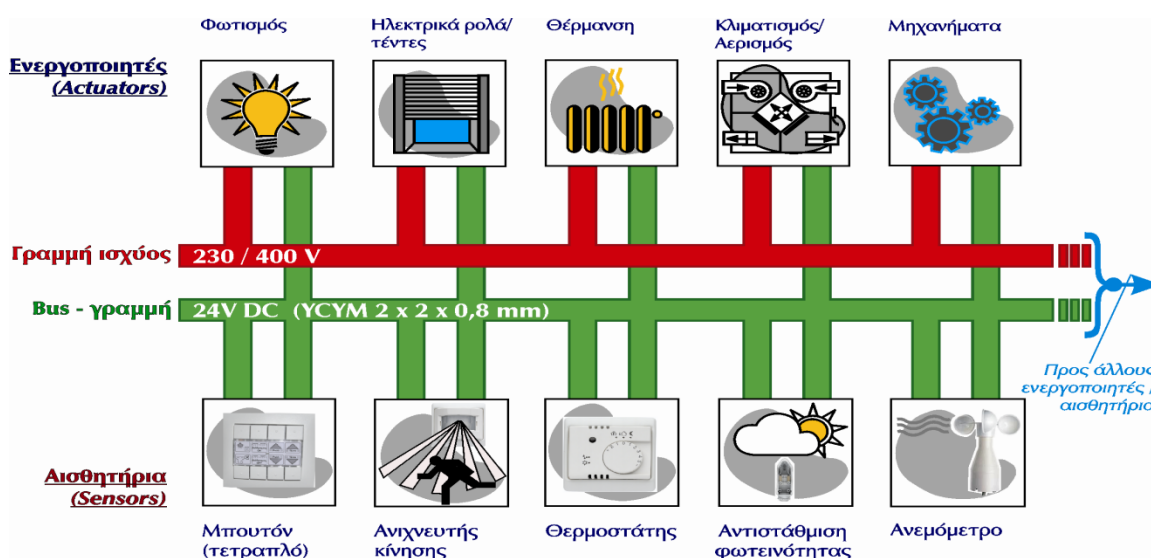 Φωτισμός
Ηλεκτρικά ρολά/
τέντες
Θέρμανση
Κλιματισμός/
Αερισμός
Μηχανήματα
Ενεργοποιητές
(Actuators)
Γραμμή ισχύος
230 / 400 V
Bus - γραμμή
24V DC (YCYM 2 x 2 x 0,8 mm)
Προς άλλους
ενεργοποιητές /
αισθητήρια
Αισθητήρια
(Sensors)
Μπουτόν
(τετραπλό)
Ανιχνευτής
κίνησης
Θερμοστάτης
Αντιστάθμιση
φωτεινότητας
Ανεμόμετρο